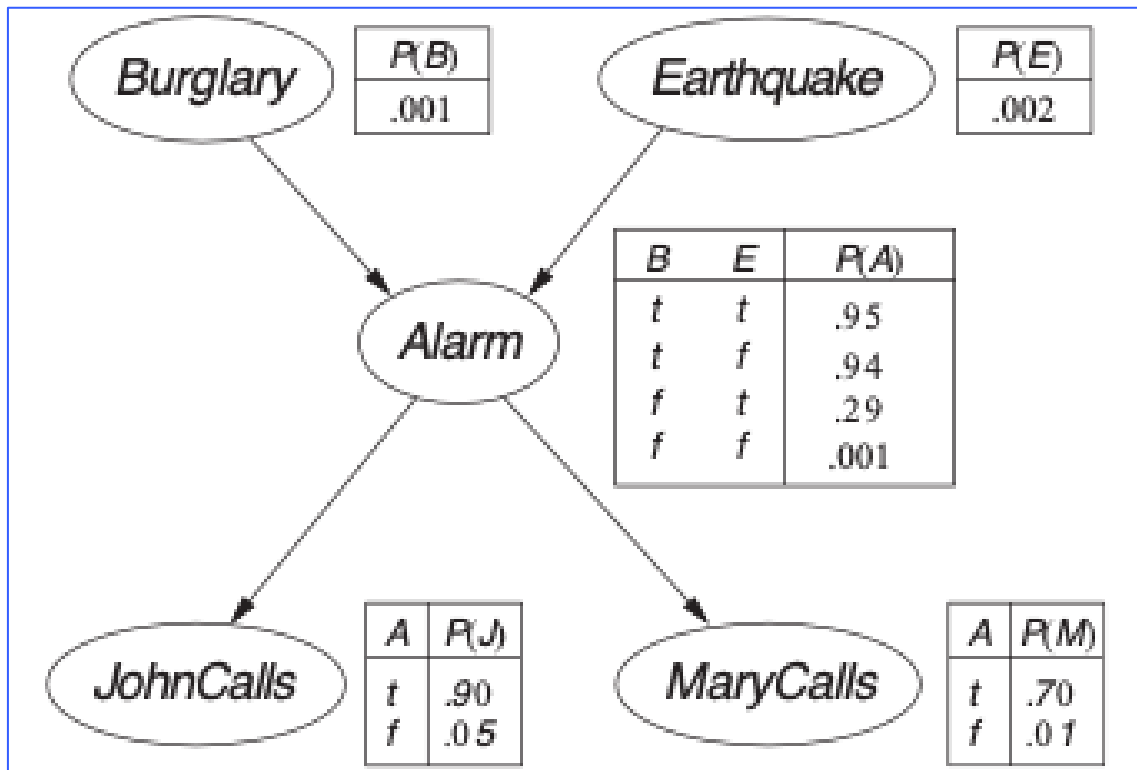 Burglary
P(B)
.001
Earthquake
P(E)
.002
B E P(A)
t t .95
t f .94
f t .29
f f .001
Alarm
JohnCalls
A P(J)
t .90
f .05
MaryCalls
A P(M)
t .70
f .01